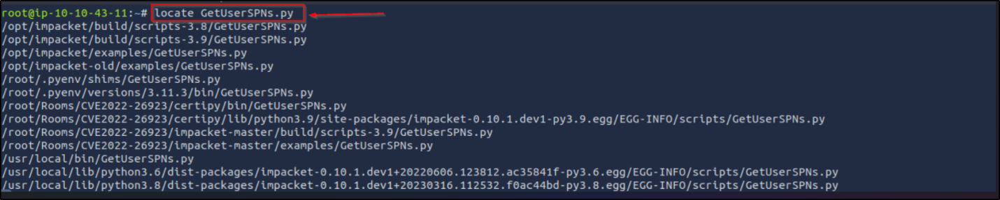 root@ip-10-10-43-11:~# locate GetUserSPNs.py
/opt/impacket/build/scripts-3.8/GetUserSPNs.py
/opt/impacket/build/scripts-3.9/GetUserSPNs.py
/opt/impacket/examples/GetUserSPNs.py
/opt/impacket-old/examples/GetUserSPNs.py
/root/.pyenv/shims/GetUserSPNs.py
/root/.pyenv/versions/3.11.3/bin/GetUserSPNs.py
/root/Rooms/CVE2022-26923/certipy/bin/GetUserSPNs.py
/root/Rooms/CVE2022-26923/certipy/lib/python3.9/site-packages/impacket-0.10.1.dev1-py3.9.egg/EGG-INFO/scripts/GetUserSPNs.py
/root/Rooms/CVE2022-26923/impacket-master/build/scripts-3.9/GetUserSPNs.py
/root/Rooms/CVE2022-26923/impacket-master/examples/GetUserSPNs.py
/usr/local/bin/GetUserSPNs.py
/usr/local/lib/python3.6/dist-packages/impacket-0.10.1.dev1+20220606.123812.ac35841f-py3.6.egg/EGG-INFO/scripts/GetUserSPNs.py
/usr/local/lib/python3.8/dist-packages/impacket-0.10.1.dev1+20230316.112532.f0ac44bd-py3.8.egg/EGG-INFO/scripts/GetUserSPNs.py